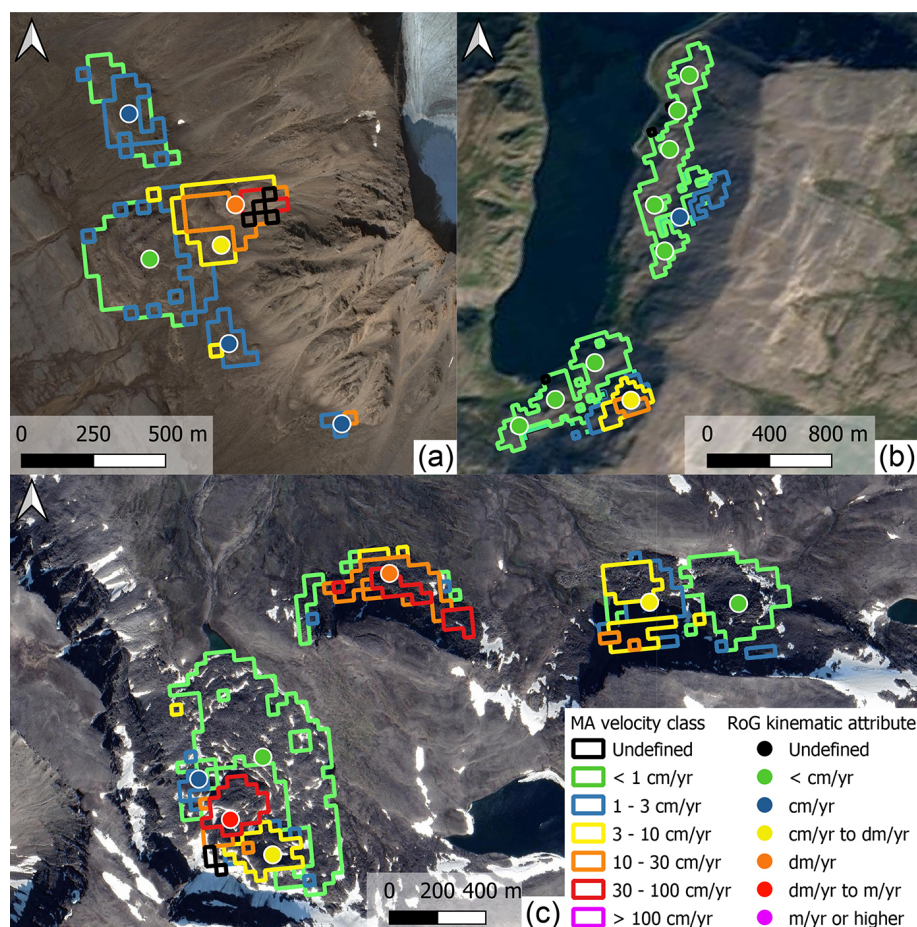 0 250 500 m
(a)
0 400 800 m
(b)
0 200 400 m
(c)
MA velocity class RoG kinematic attribute
Undefined Undefined
< 1 cm/yr < cm/yr
1 - 3 cm/yr cm/yr
3 - 10 cm/yr cm/yr to dm/yr
10 - 30 cm/yr dm/yr
30 - 100 cm/yr dm/yr to m/yr
> 100 cm/yr m/yr or higher